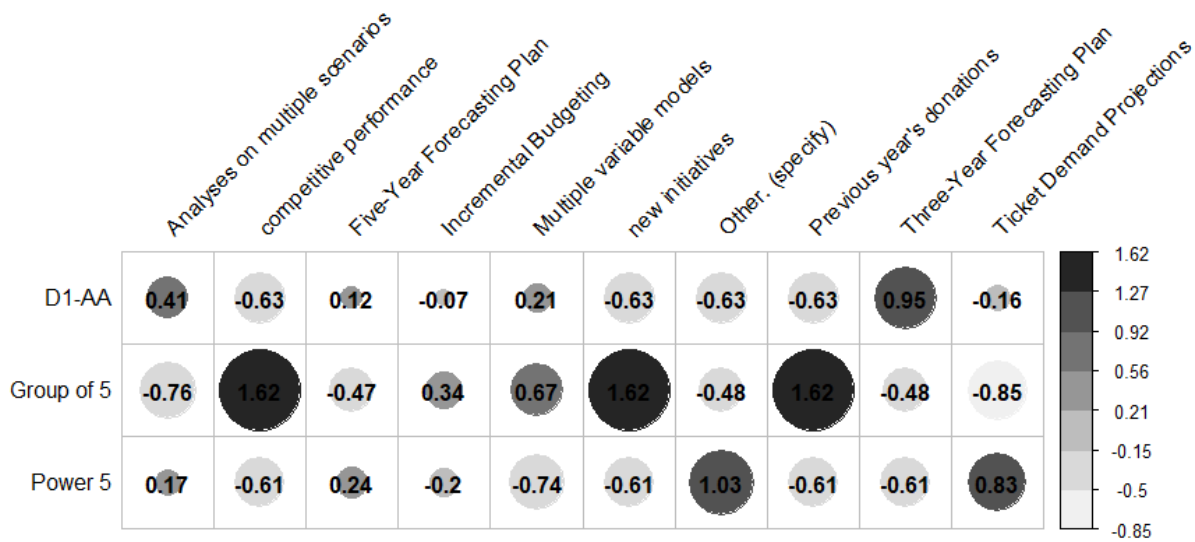 Analyses on multiple scenarios
competitive performance
Five-Year Forecasting Plan
Incremental Budgeting
Multiple variable models
new initiatives
Other. (specify)
Previous year's donations
Three-Year Forecasting Plan
Ticket Demand Projections
D1-AA 0.41 -0.63 0.12 -0.07 0.21 -0.63 -0.63 -0.63 0.95 -0.16
Group of 5 -0.76 1.62 -0.47 0.34 0.67 1.62 -0.48 1.62 -0.48 -0.85
Power 5 0.17 -0.61 0.24 -0.2 -0.74 -0.61 1.03 -0.61 -0.61 0.83
1.62
1.27
0.92
0.56
0.21
-0.15
-0.5
-0.85